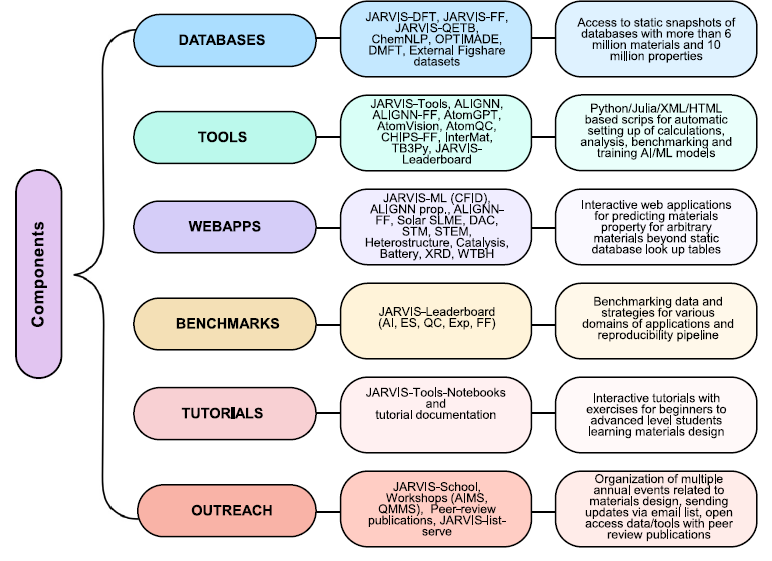 Components
DATABASES
JARVIS-DFT, JARVIS-FF,
JARVIS-QETB,
ChemNLP, OPTIMADE,
DMFT, External Figshare
datasets
Access to static snapshots of
databases with more than 6
million materials and 10
million properties
TOOLS
JARVIS-Tools, ALIGNN,
ALIGNN-FF, AtomGPT,
AtomVision, AtomQC,
CHIPS-FF, InterMat,
TB3Py, JARVIS-
Leaderboard
Python/Julia/XML/HTML
based scrips for automatic
setting up of calculations,
analysis, benchmarking and
training AI/ML models
WEBAPPS
JARVIS-ML (CFID),
ALIGNN prop., ALIGNN-
FF, Solar SLME, DAC,
STM, STEM,
Heterostructure, Catalysis,
Battery, XRD, WTBH
Interactive web applications
for predicting materials
property for arbitrary
materials beyond static
database look up tables
BENCHMARKS
JARVIS-Leaderboard
(AI, ES, QC, Exp, FF)
Benchmarking data and
strategies for various
domains of applications and
reproducibility pipeline
TUTORIALS
JARVIS-Tools-Notebooks
and
tutorial documentation
Interactive tutorials with
exercises for beginners to
advanced level students
learning materials design
OUTREACH
JARVIS-School,
Workshops (AIMS,
QMMS), Peer-review
publications, JARVIS-list-
serve
Organization of multiple
annual events related to
materials design, sending
updates via email list, open
access data/tools with peer
review publications